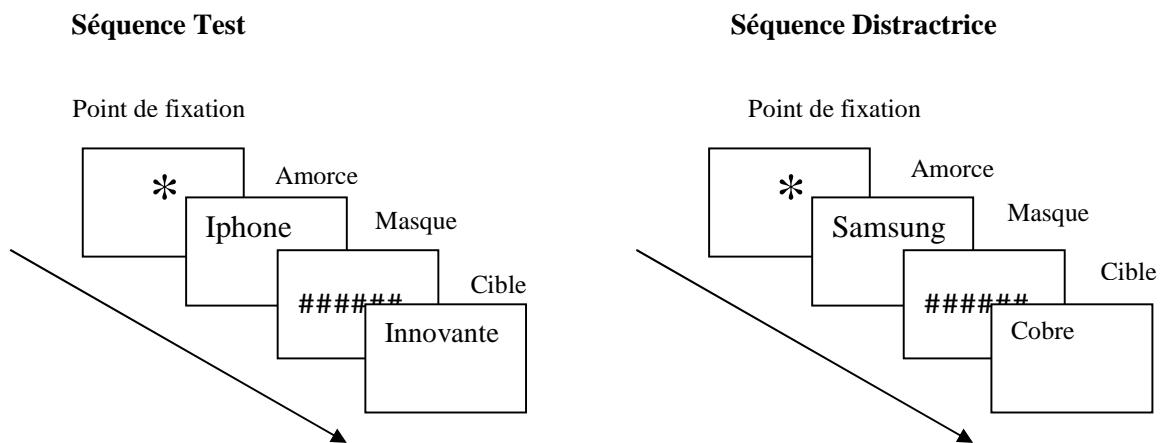 Séquence Test
Point de fixation
*
Amorce
Iphone
Masque
######
Cible
Innovante
Séquence Distractrice
Point de fixation
*
Amorce
Samsung
Masque
######
Cible
Cobre